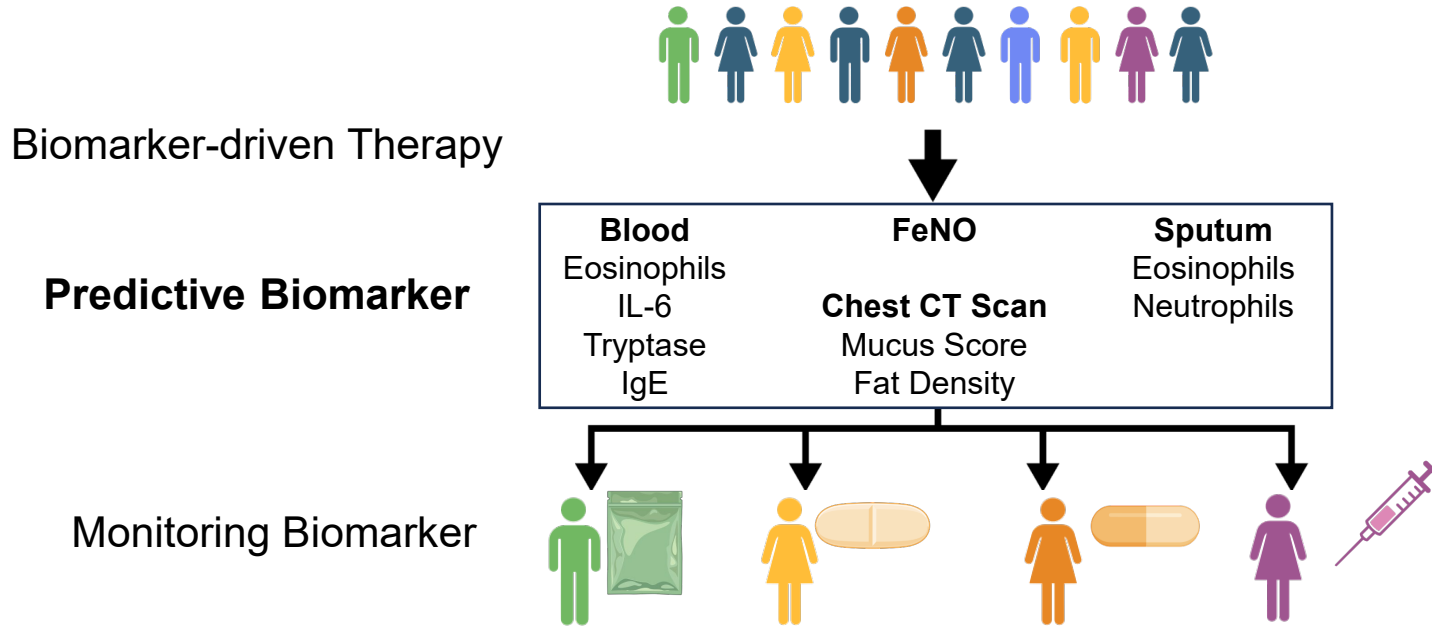 Biomarker-driven Therapy
Predictive Biomarker
Blood
Eosinophils
IL-6
Tryptase
IgE
FeNO
Chest CT Scan
Mucus Score
Fat Density
Sputum
Eosinophils
Neutrophils
Monitoring Biomarker